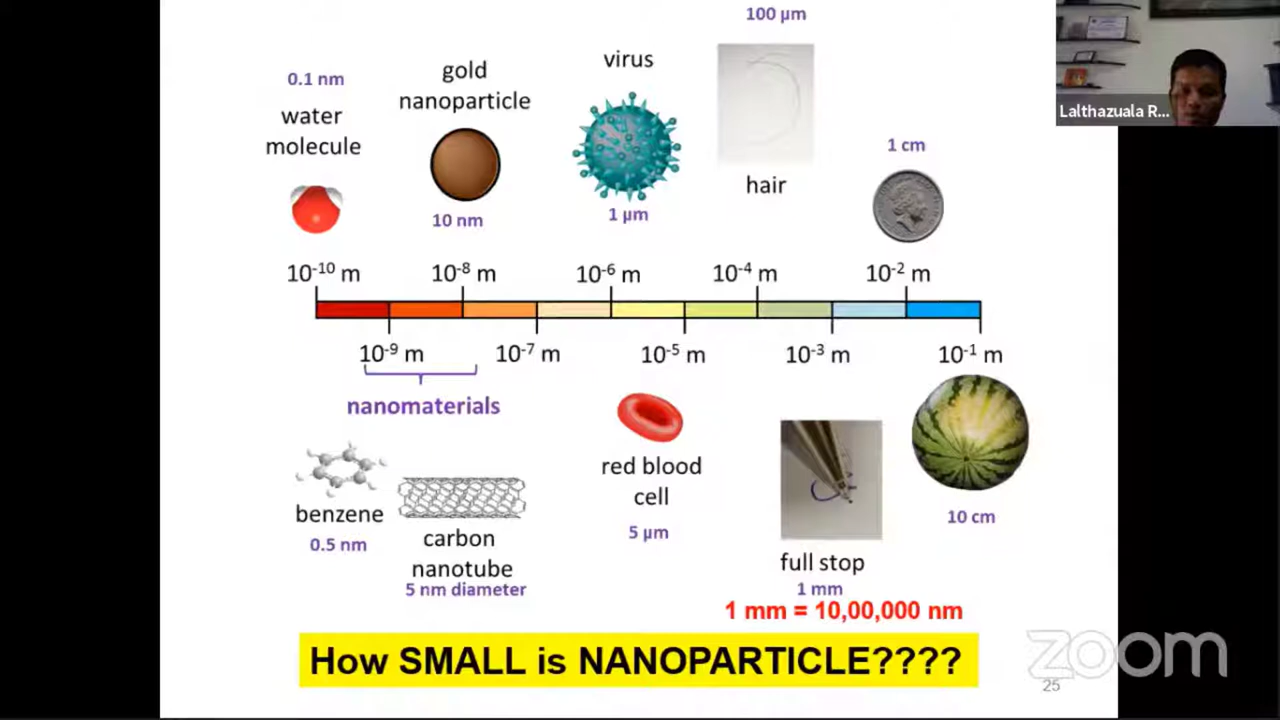 100 µm
Lalthazuala R...
virus
gold
nanoparticle
0.1 nm
water
molecule
1 cm
hair
10 nm
1 µm
10⁻¹⁰ m
10⁻⁸ m
10⁻⁶ m
10⁻⁴ m
10⁻² m
10⁻⁹ m
10⁻⁷ m
10⁻⁵ m
10⁻³ m
10⁻¹ m
nanomaterials
red blood
cell
5 µm
benzene
0.5 nm
carbon
nanotube
5 nm diameter
10 cm
full stop
1 mm
1 mm = 10,00,000 nm
How SMALL is NANOPARTICLE????
zoom
25